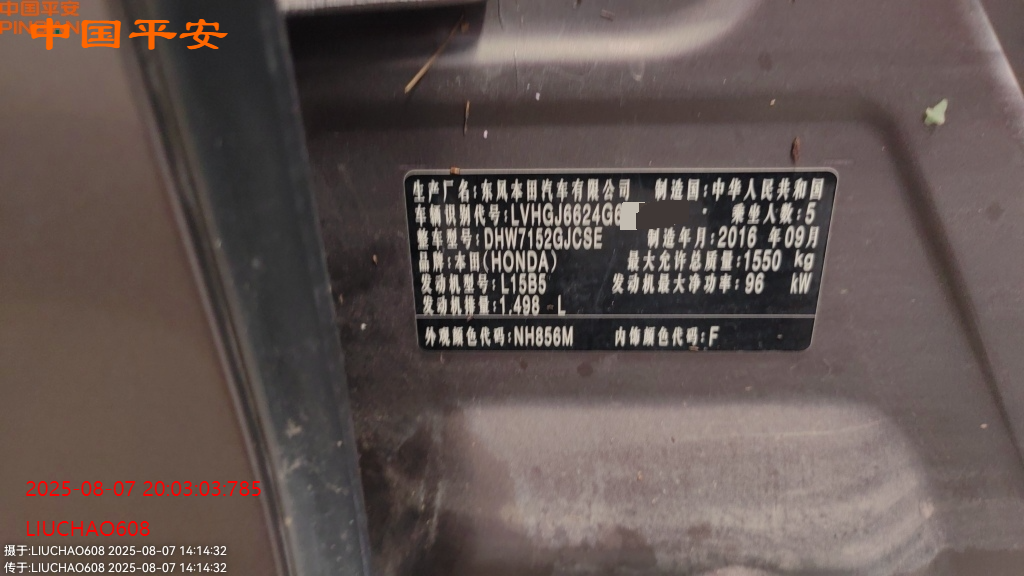 中国平安
PINGAN
中国平安
生产厂名:东风本田汽车有限公司 制造国:中华人民共和国
车辆识别代号:LVHGJ6624G6 乘坐人数:5
整车型号:DHW7152GJCSE 制造年月:2016 年09月
品牌:本田(HONDA) 最大允许总质量:1550 kg
发动机型号:L15B5 发动机最大净功率:96 kW
发动机排量:1.498 L
外观颜色代码:NH856M 内饰颜色代码:F
2025-08-07 20:03:03:785
LIUCHAO608
摄于:LIUCHAO608 2025-08-07 14:14:32
传于:LIUCHAO608 2025-08-07 14:14:32